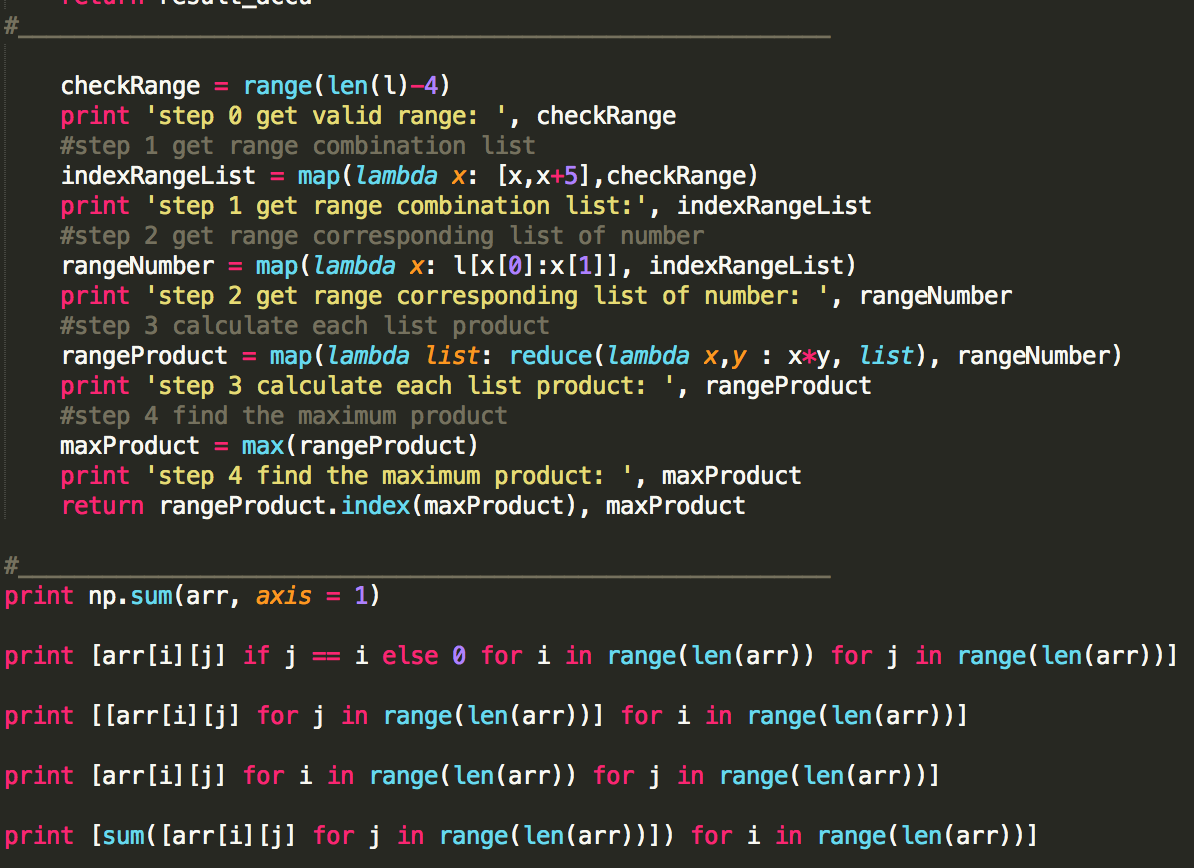 return result_accu
#__________________________________________________________
checkRange = range(len(l)-4)
print 'step 0 get valid range: ', checkRange
#step 1 get range combination list
indexRangeList = map(lambda x: [x,x+5],checkRange)
print 'step 1 get range combination list:', indexRangeList
#step 2 get range corresponding list of number
rangeNumber = map(lambda x: l[x[0]:x[1]], indexRangeList)
print 'step 2 get range corresponding list of number: ', rangeNumber
#step 3 calculate each list product
rangeProduct = map(lambda list: reduce(lambda x,y : x*y, list), rangeNumber)
print 'step 3 calculate each list product: ', rangeProduct
#step 4 find the maximum product
maxProduct = max(rangeProduct)
print 'step 4 find the maximum product: ', maxProduct
return rangeProduct.index(maxProduct), maxProduct
#__________________________________________________________
print np.sum(arr, axis = 1)
print [arr[i][j] if j == i else 0 for i in range(len(arr)) for j in range(len(arr))]
print [[arr[i][j] for j in range(len(arr))] for i in range(len(arr))]
print [arr[i][j] for i in range(len(arr)) for j in range(len(arr))]
print [sum([arr[i][j] for j in range(len(arr))]) for i in range(len(arr))]